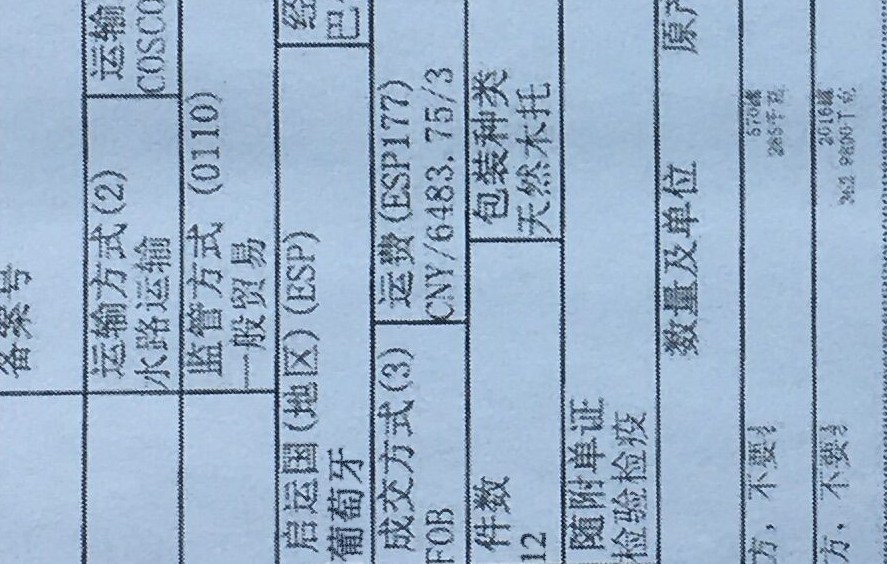 备案号
运输方式(2)
运输
水路运输
COSCO
监管方式 (0110)
一般贸易
启运国(地区)(ESP)
经
葡萄牙
巴
成交方式(3)
运费(ESP177)
FOB
CNY/6483.75/3
件数
包装种类
12
天然木托
随附单证
检验检疫
数量及单位
原产
方, 不要
570罐
285千克
方, 不要
2016罐
362.9800千克